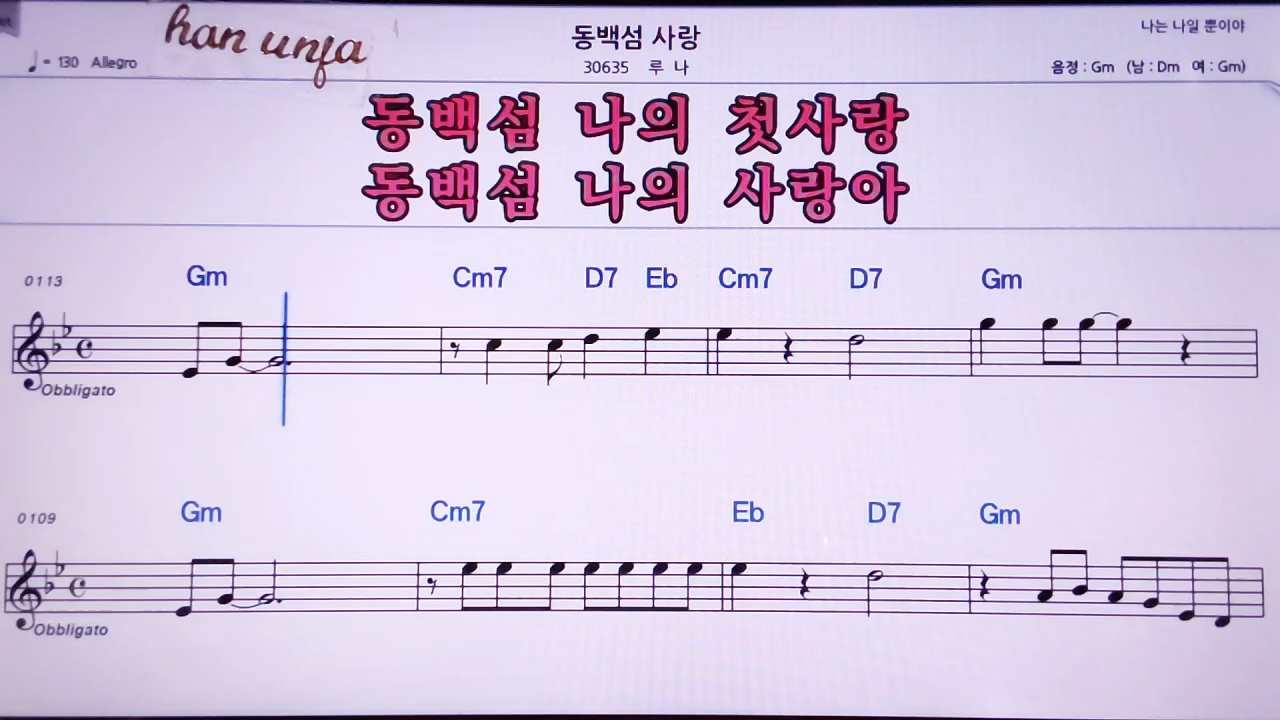 han unja
동백섬 사랑
나는 나일 뿐이야
♩= 130 Allegro
30635 루 나
음정 : Gm (남 : Dm 여 : Gm)
동백섬 나의 첫사랑
동백섬 나의 사랑아
0113 Gm Cm7 D7 Eb Cm7 D7 Gm
Obbligato
0109 Gm Cm7 Eb D7 Gm
Obbligato